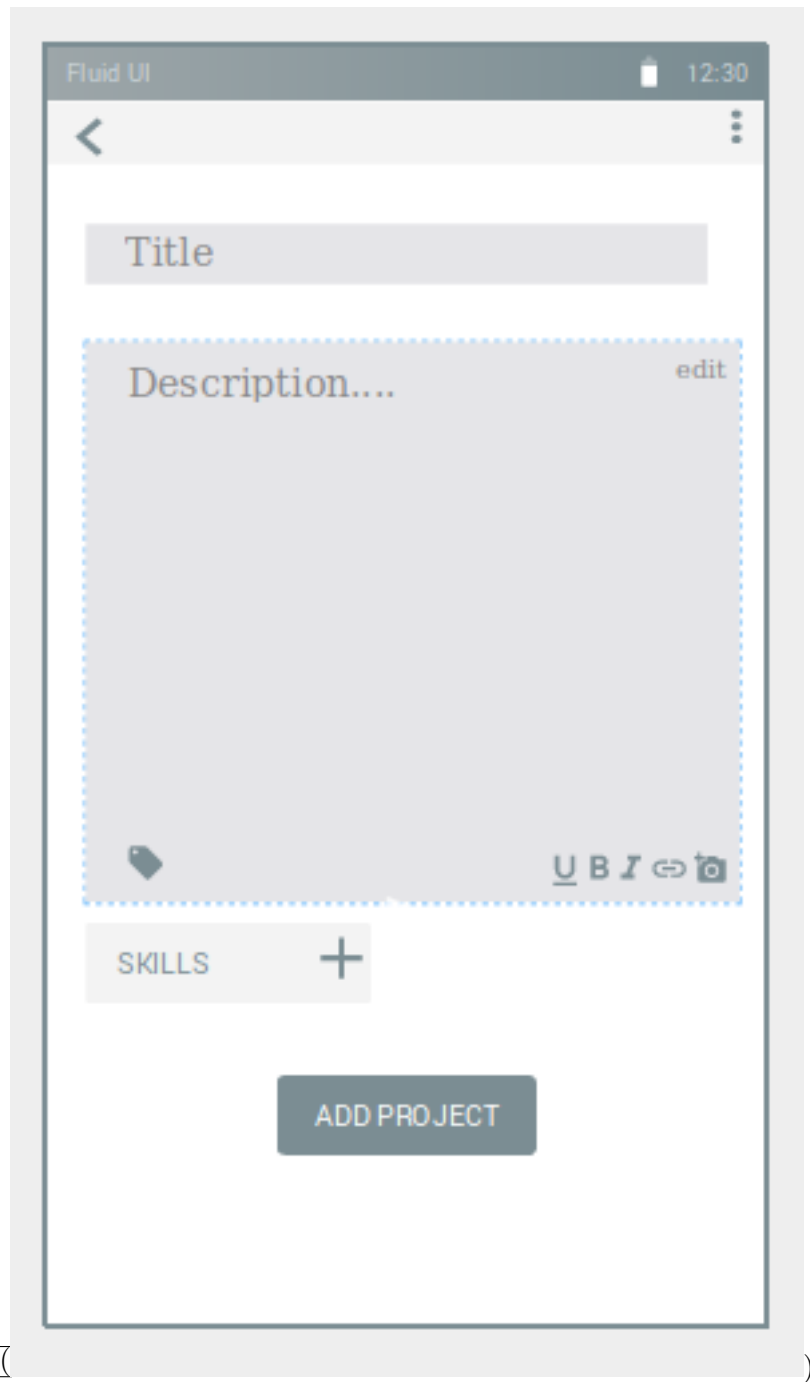 Fluid UI 12:30
Title
Description.... edit
U B I
SKILLS +
ADD PROJECT
( )